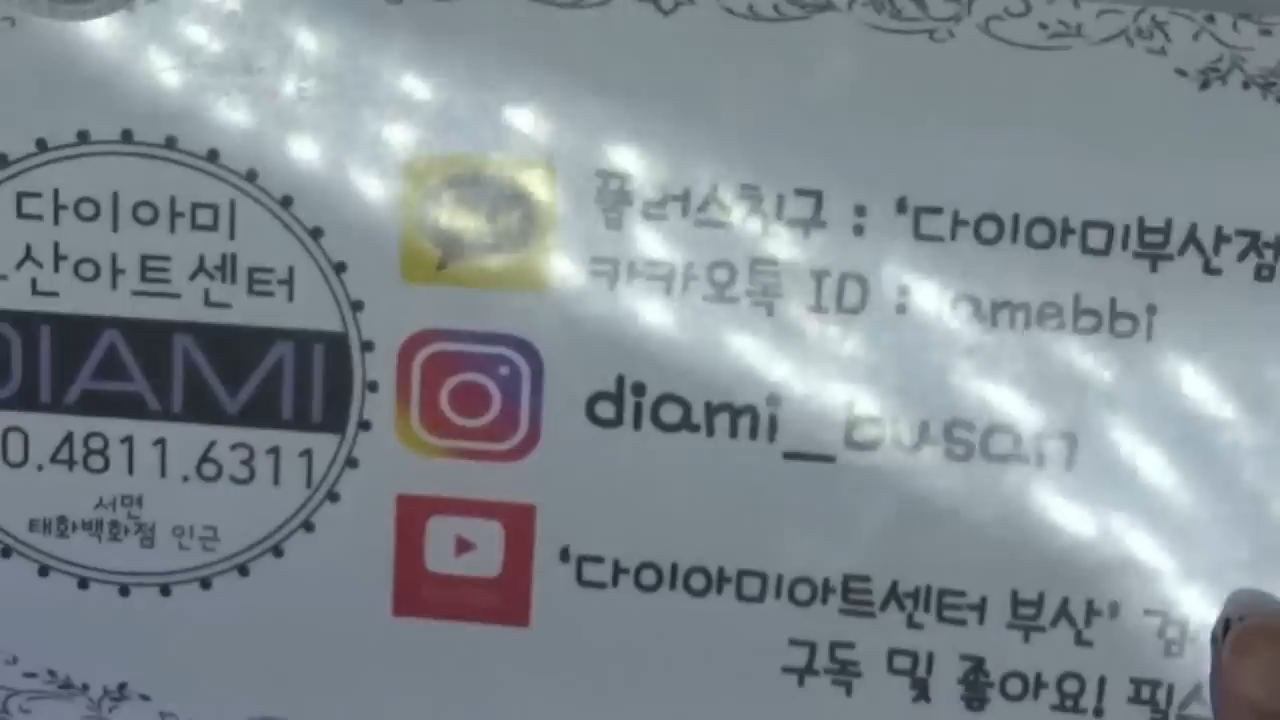 다이아미
산아트센터
DIAMI
0.4811.6311
서면
태화백화점 인근
플러스친구 : '다이아미부산점
카카오톡 ID :
diami_busan
'다이아미아트센터 부산'
구독 및 좋아요!